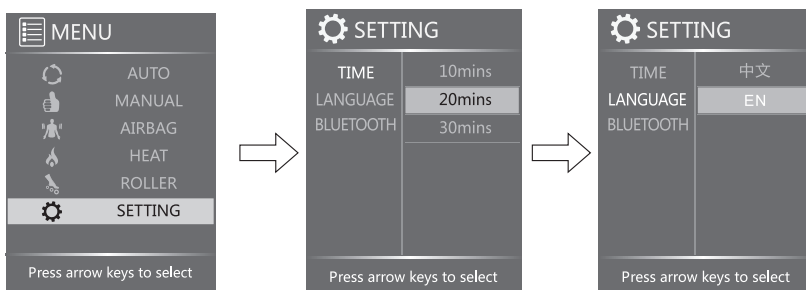 MENU
AUTO
MANUAL
AIRBAG
HEAT
ROLLER
SETTING
Press arrow keys to select
SETTING
TIME 10mins
LANGUAGE 20mins
BLUETOOTH 30mins
Press arrow keys to select
SETTING
TIME 中文
LANGUAGE EN
BLUETOOTH
Press arrow keys to select